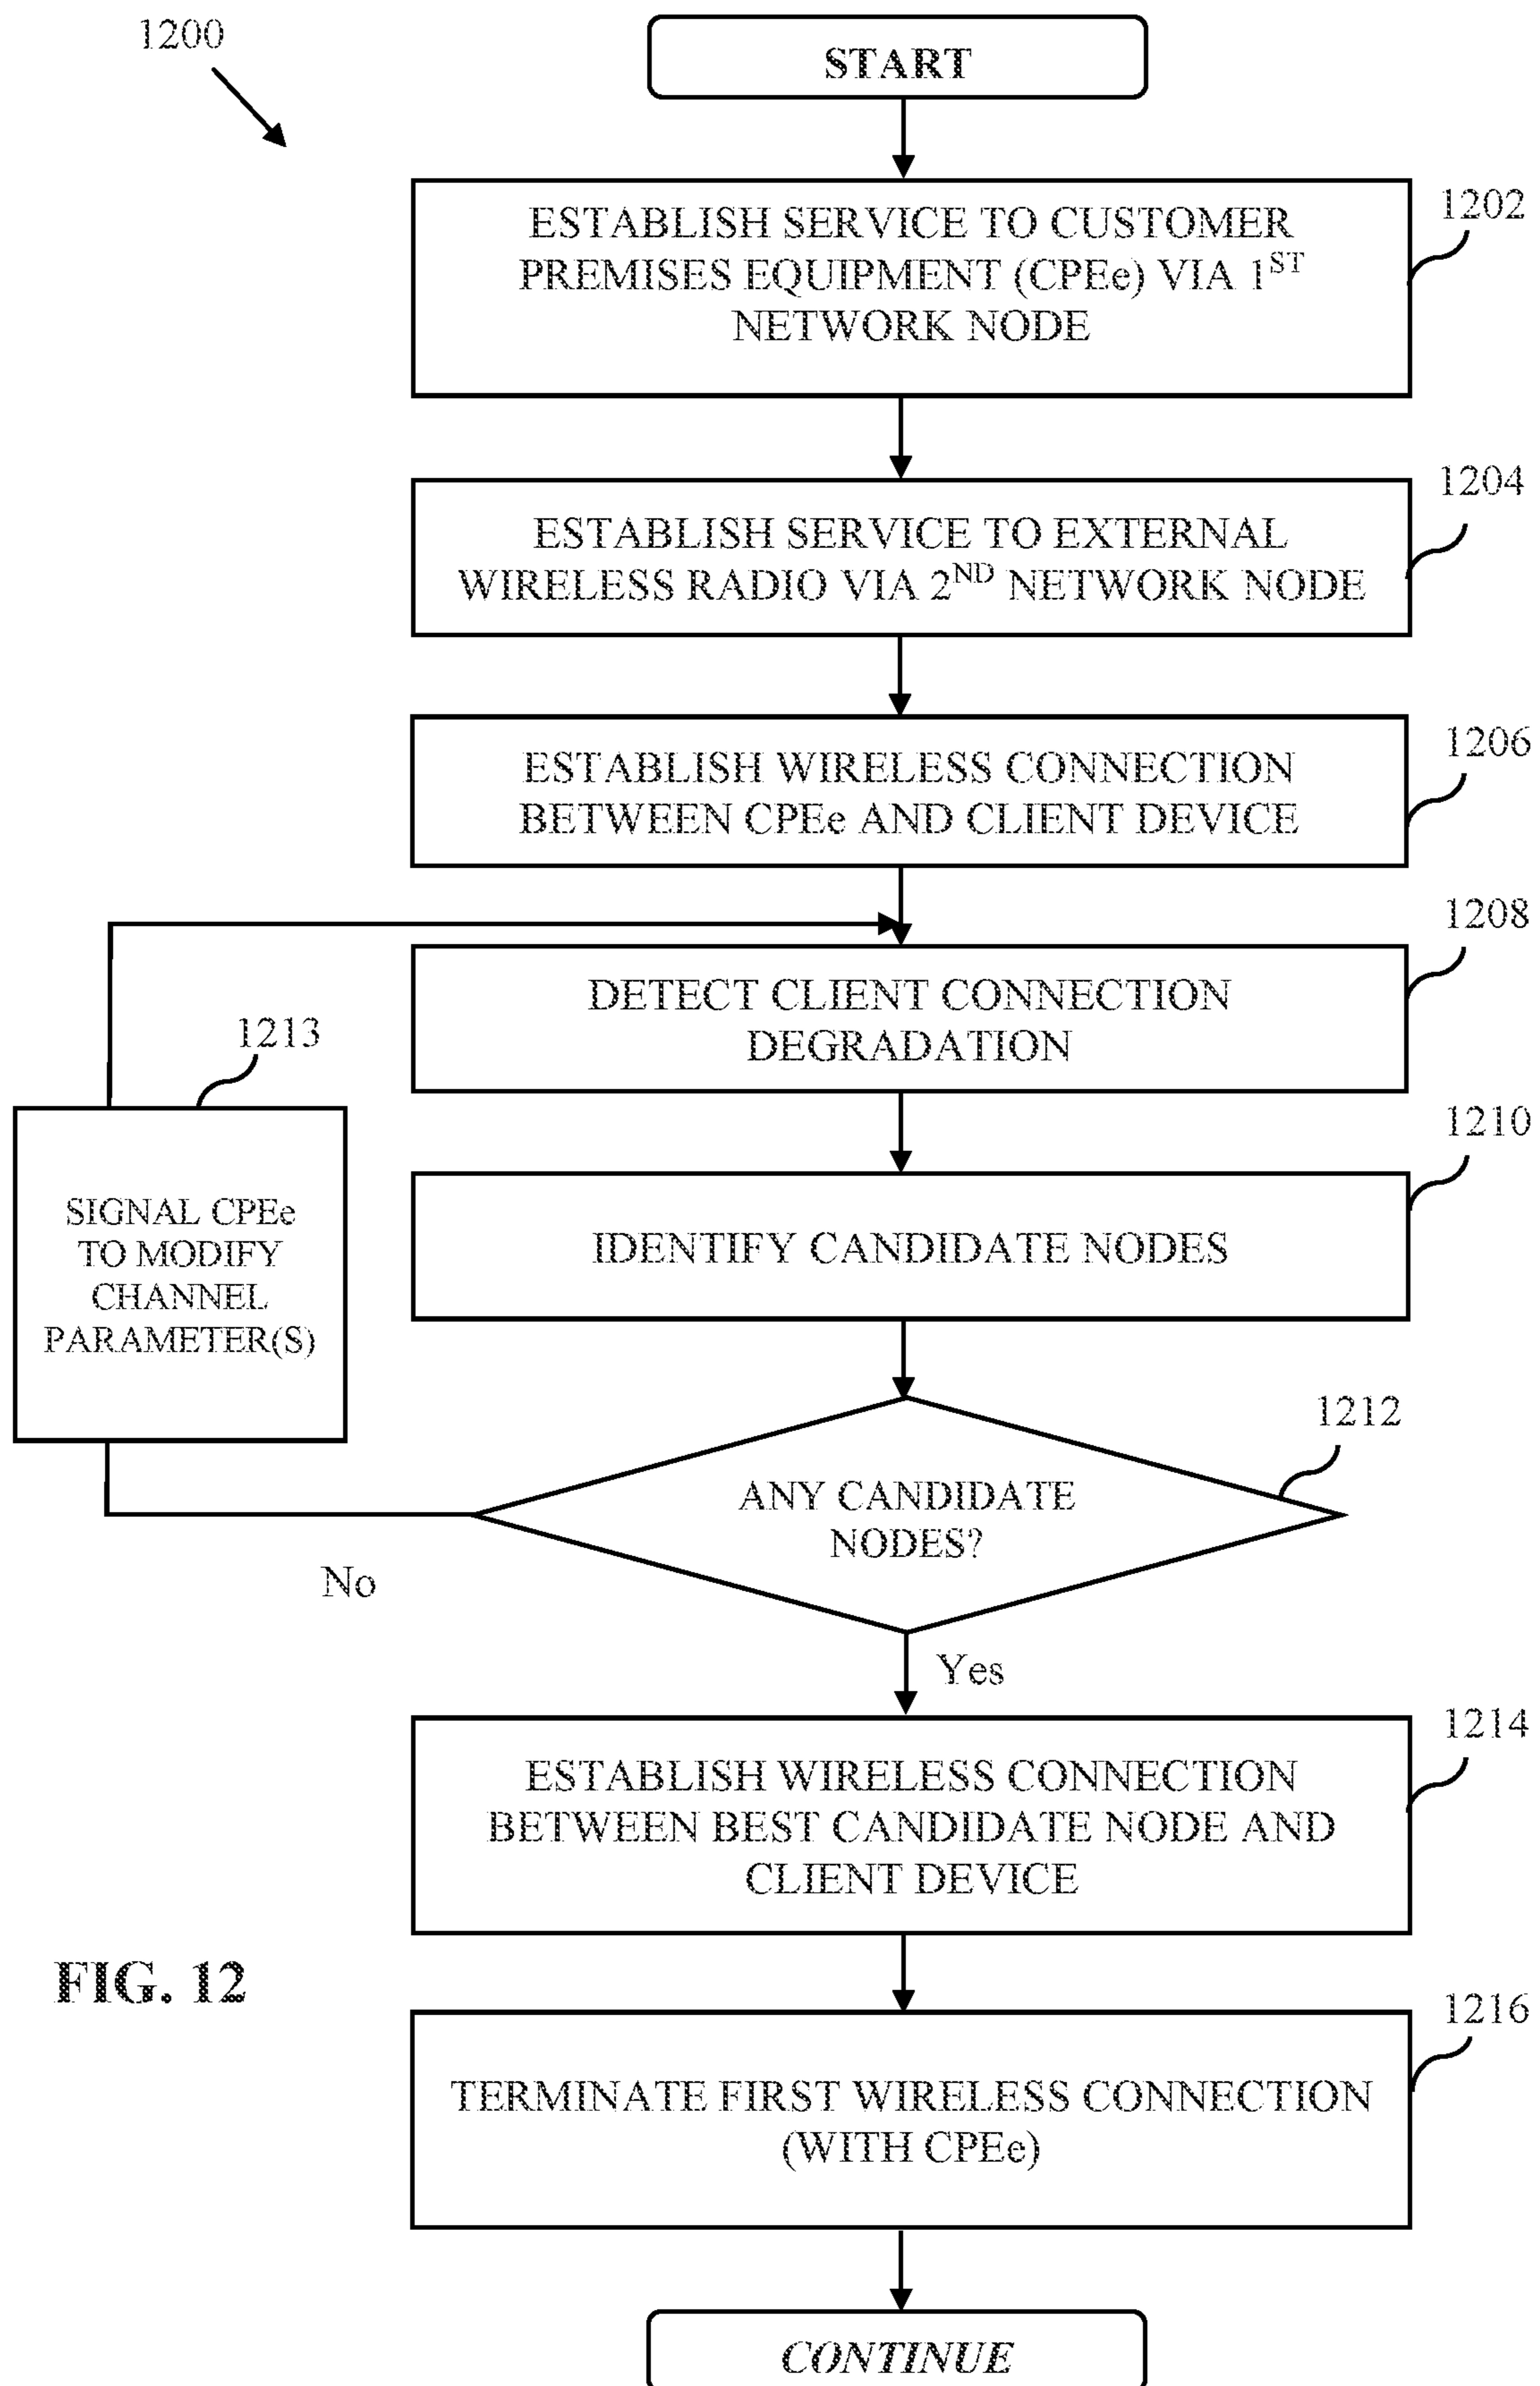 1200
START
1202
ESTABLISH SERVICE TO CUSTOMER
PREMISES EQUIPMENT (CPEe) VIA 1ST
NETWORK NODE
1204
ESTABLISH SERVICE TO EXTERNAL
WIRELESS RADIO VIA 2ND NETWORK NODE
1206
ESTABLISH WIRELESS CONNECTION
BETWEEN CPEe AND CLIENT DEVICE
1208
DETECT CLIENT CONNECTION
DEGRADATION
1213
SIGNAL CPEe
TO MODIFY
CHANNEL
PARAMETER(S)
1210
IDENTIFY CANDIDATE NODES
1212
ANY CANDIDATE
NODES?
No
Yes
1214
ESTABLISH WIRELESS CONNECTION
BETWEEN BEST CANDIDATE NODE AND
CLIENT DEVICE
FIG. 12
1216
TERMINATE FIRST WIRELESS CONNECTION
(WITH CPEe)
CONTINUE